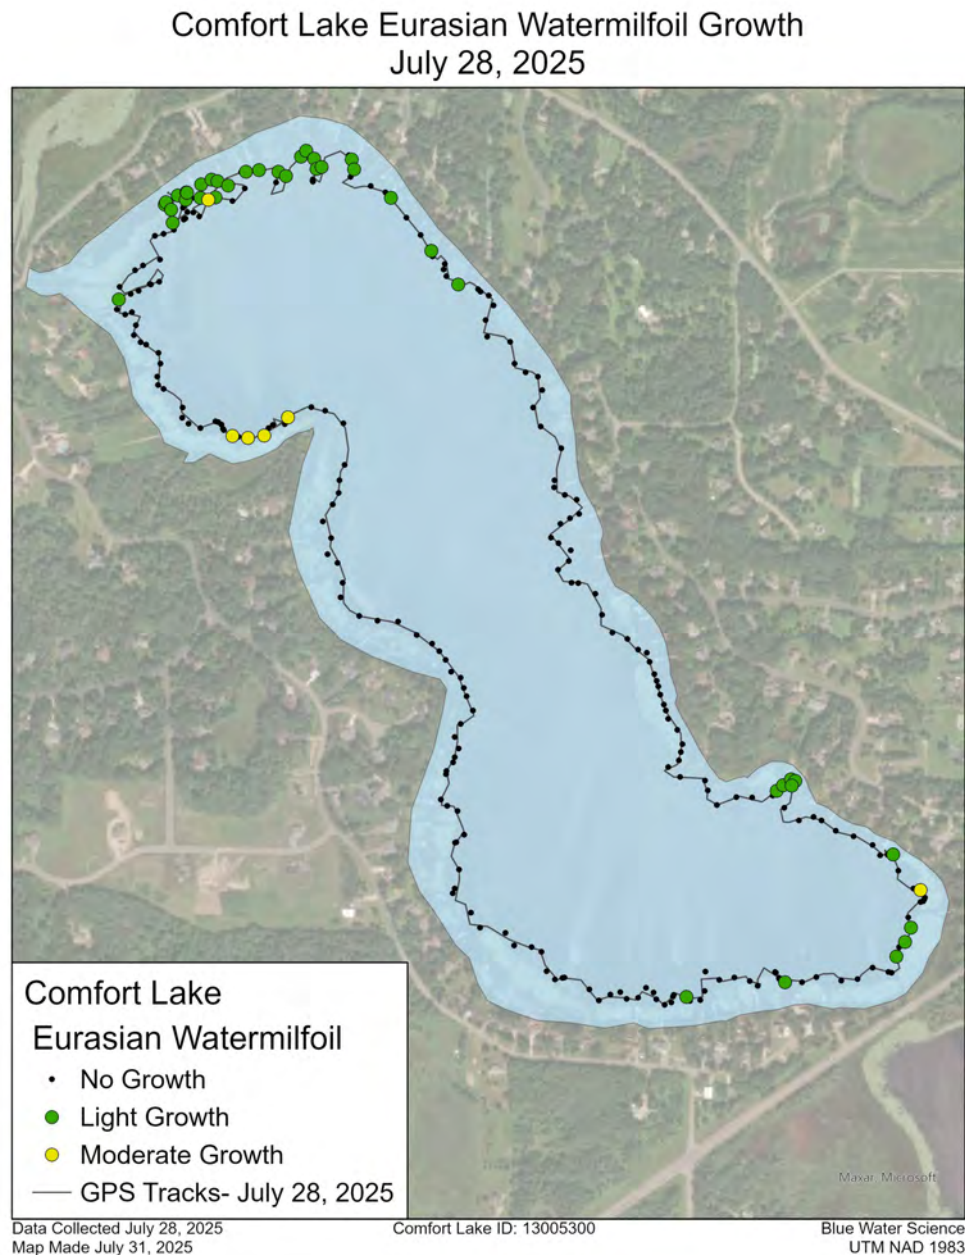 Comfort Lake Eurasian Watermilfoil Growth
July 28, 2025
Maxar, Microsoft
Comfort Lake
Eurasian Watermilfoil
No Growth
Light Growth
Moderate Growth
GPS Tracks- July 28, 2025
Data Collected July 28, 2025
Comfort Lake ID: 13005300
Blue Water Science
Map Made July 31, 2025
UTM NAD 1983